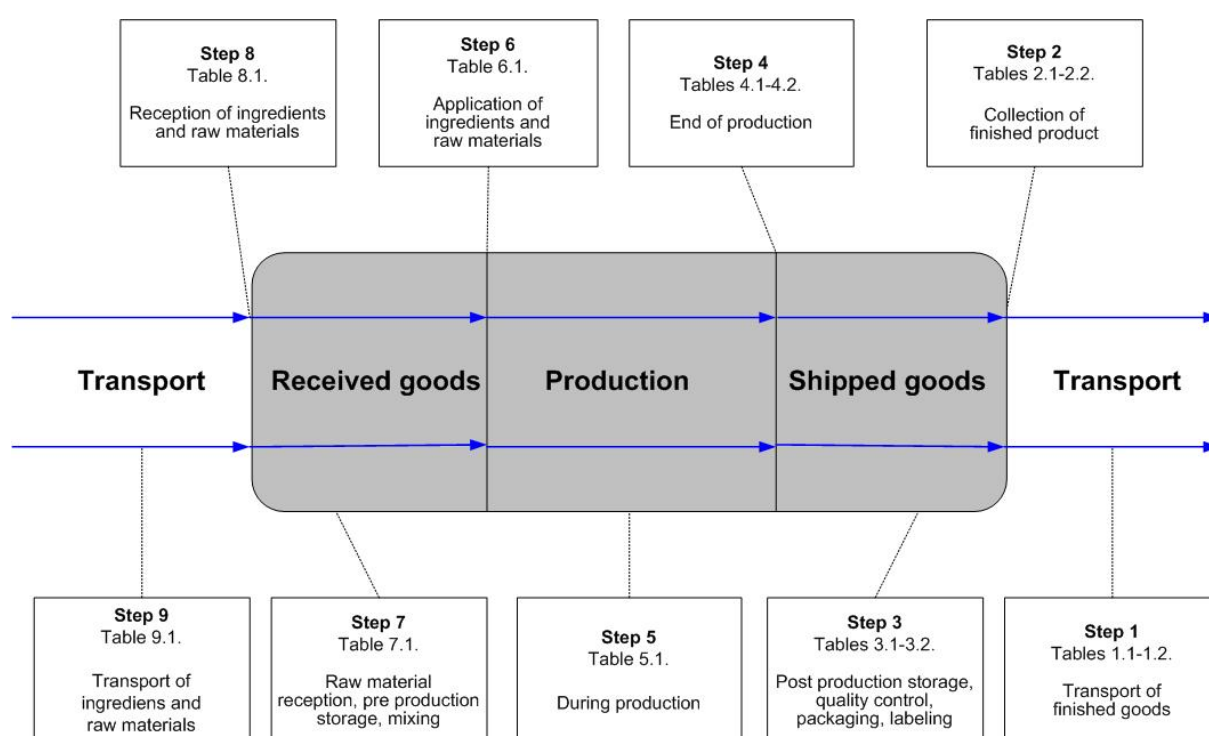 Step 8
Table 8.1.
Reception of ingredients
and raw materials
Step 6
Table 6.1.
Application of
ingredients and
raw materials
Step 4
Tables 4.1-4.2.
End of production
Step 2
Tables 2.1-2.2.
Collection of
finished product
Transport
Received goods
Production
Shipped goods
Transport
Step 9
Table 9.1.
Transport of
ingrediens and
raw materials
Step 7
Table 7.1.
Raw material
reception, pre production
storage, mixing
Step 5
Table 5.1.
During production
Step 3
Tables 3.1-3.2.
Post production storage,
quality control,
packaging, labeling
Step 1
Tables 1.1-1.2.
Transport of
finished goods